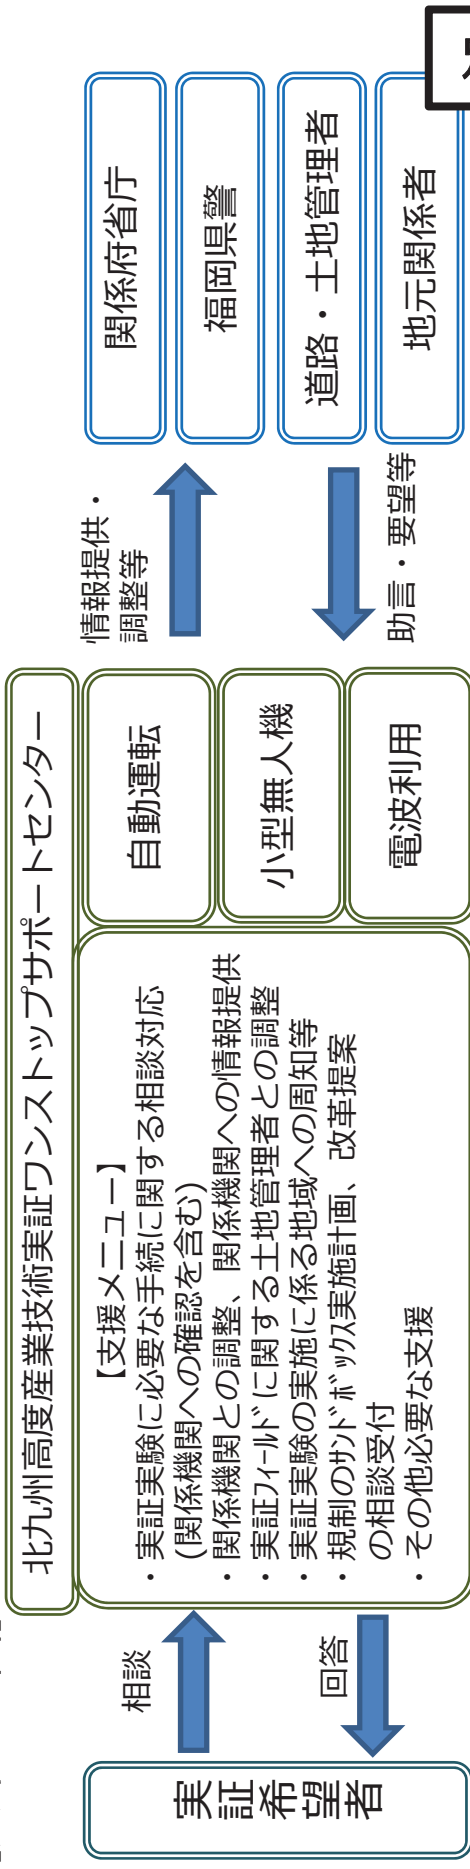 北九州高度産業技術実証ワンストップサポートセンター
実証希望者
相談
回答
【支援メニュー】
・実証実験に必要な手続に関する相談対応
(関係機関への確認を含む)
・関係機関との調整、関係機関への情報提供
・実証ﾌｨｰﾙﾄﾞに関する土地管理者との調整
・実証実験の実施に係る地域への周知等
・規制のｻﾝﾄﾞﾎﾞｯｸｽ実施計画、改革提案
の相談受付
・その他必要な支援
自動運転
小型無人機
電波利用
情報提供・
調整等
助言・要望等
関係府省庁
福岡県警
道路・土地管理者
地元関係者